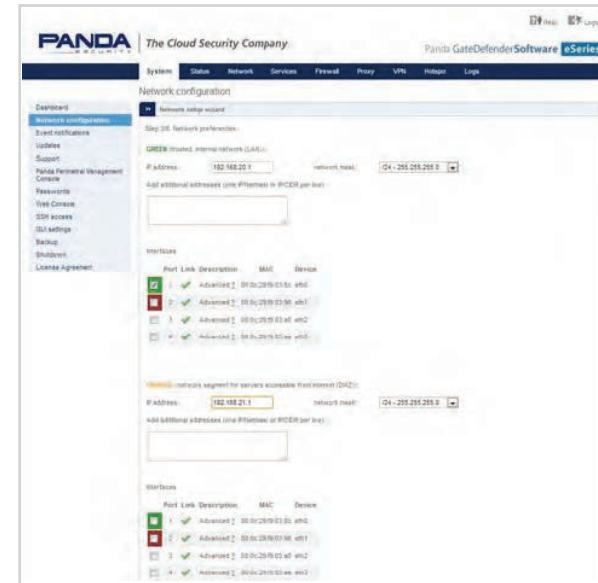 Help
PANDA
SECURITY
The Cloud Security Company
Panda GateDefenderSoftware eSeries
System Status Network Services Firewall Proxy VPN Hotspot Logs
Network configuration
Dashboard
Network configuration
Event notifications
Updates
Support
Panda Perimetral Management Console
Passwords
Web Console
SSH access
GUI settings
Backup
Shutdown
License Agreement
Network setup wizard
Network preferences
GREEN (trusted, internal network (LAN)):
IP address: 192.168.20.1 network mask: /24 - 255.255.255.0
Add additional addresses (one IP/Netmask or IP/CIDR per line):
Interfaces
Port Link Description MAC Device
1 Advanced ? eth0
2 Advanced ? eth1
3 Advanced ? eth2
4 Advanced ? eth3
ORANGE (network segment for servers accessible from internet (DMZ)):
IP address: 192.168.21.1 network mask: /24 - 255.255.255.0
Add additional addresses (one IP/Netmask or IP/CIDR per line):
Interfaces
Port Link Description MAC Device
1 Advanced ? eth0
2 Advanced ? eth1
3 Advanced ? eth2
4 Advanced ? eth3